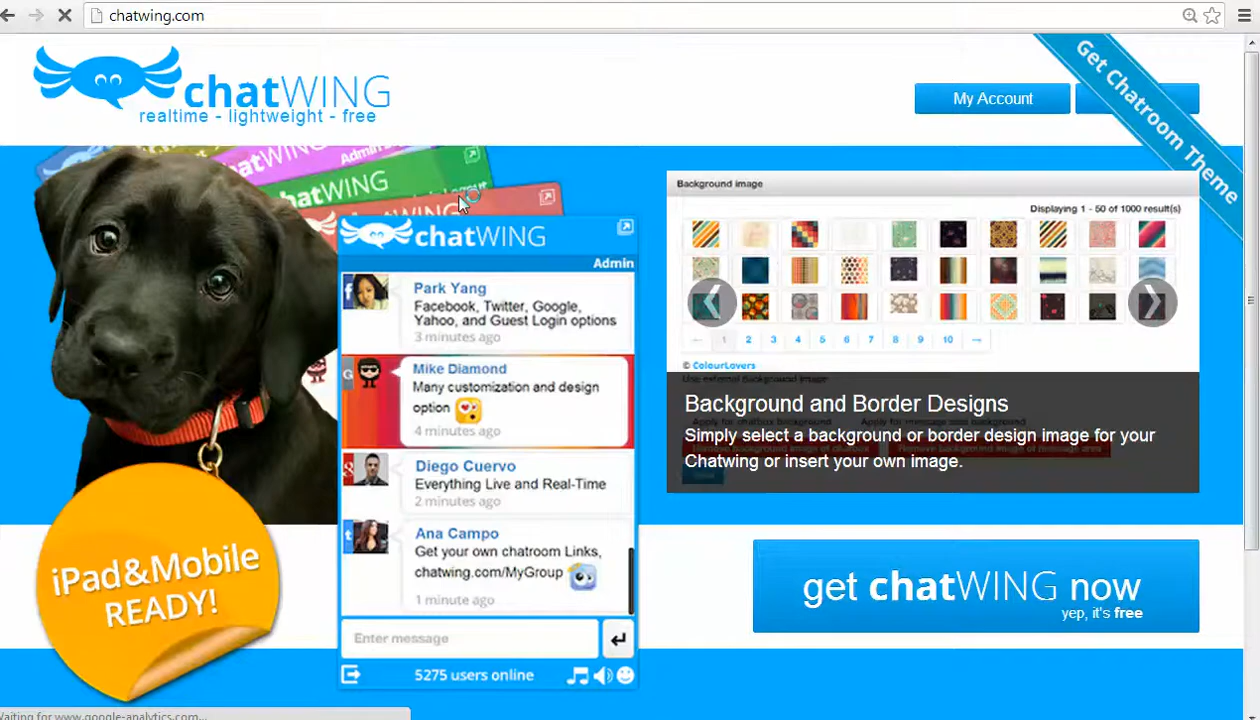 chatwing.com
chatWING
realtime - lightweight - free
My Account
Get Chatroom Theme
chatWING
Admin
Park Yang
Facebook, Twitter, Google,
Yahoo, and Guest Login options
3 minutes ago
Mike Diamond
Many customization and design
option
4 minutes ago
Diego Cuervo
Everything Live and Real-Time
2 minutes ago
Ana Campo
Get your own chatroom Links,
chatwing.com/MyGroup
1 minute ago
Enter message
5275 users online
iPad&Mobile
READY!
Background image
Displaying 1 - 50 of 1000 result(s)
1 2 3 4 5 6 7 8 9 10
© ColourLovers
Use external background image
Background and Border Designs
Simply select a background or border design image for your
Chatwing or insert your own image.
get chatWING now
yep, it's free
Waiting for www.google-analytics.com...